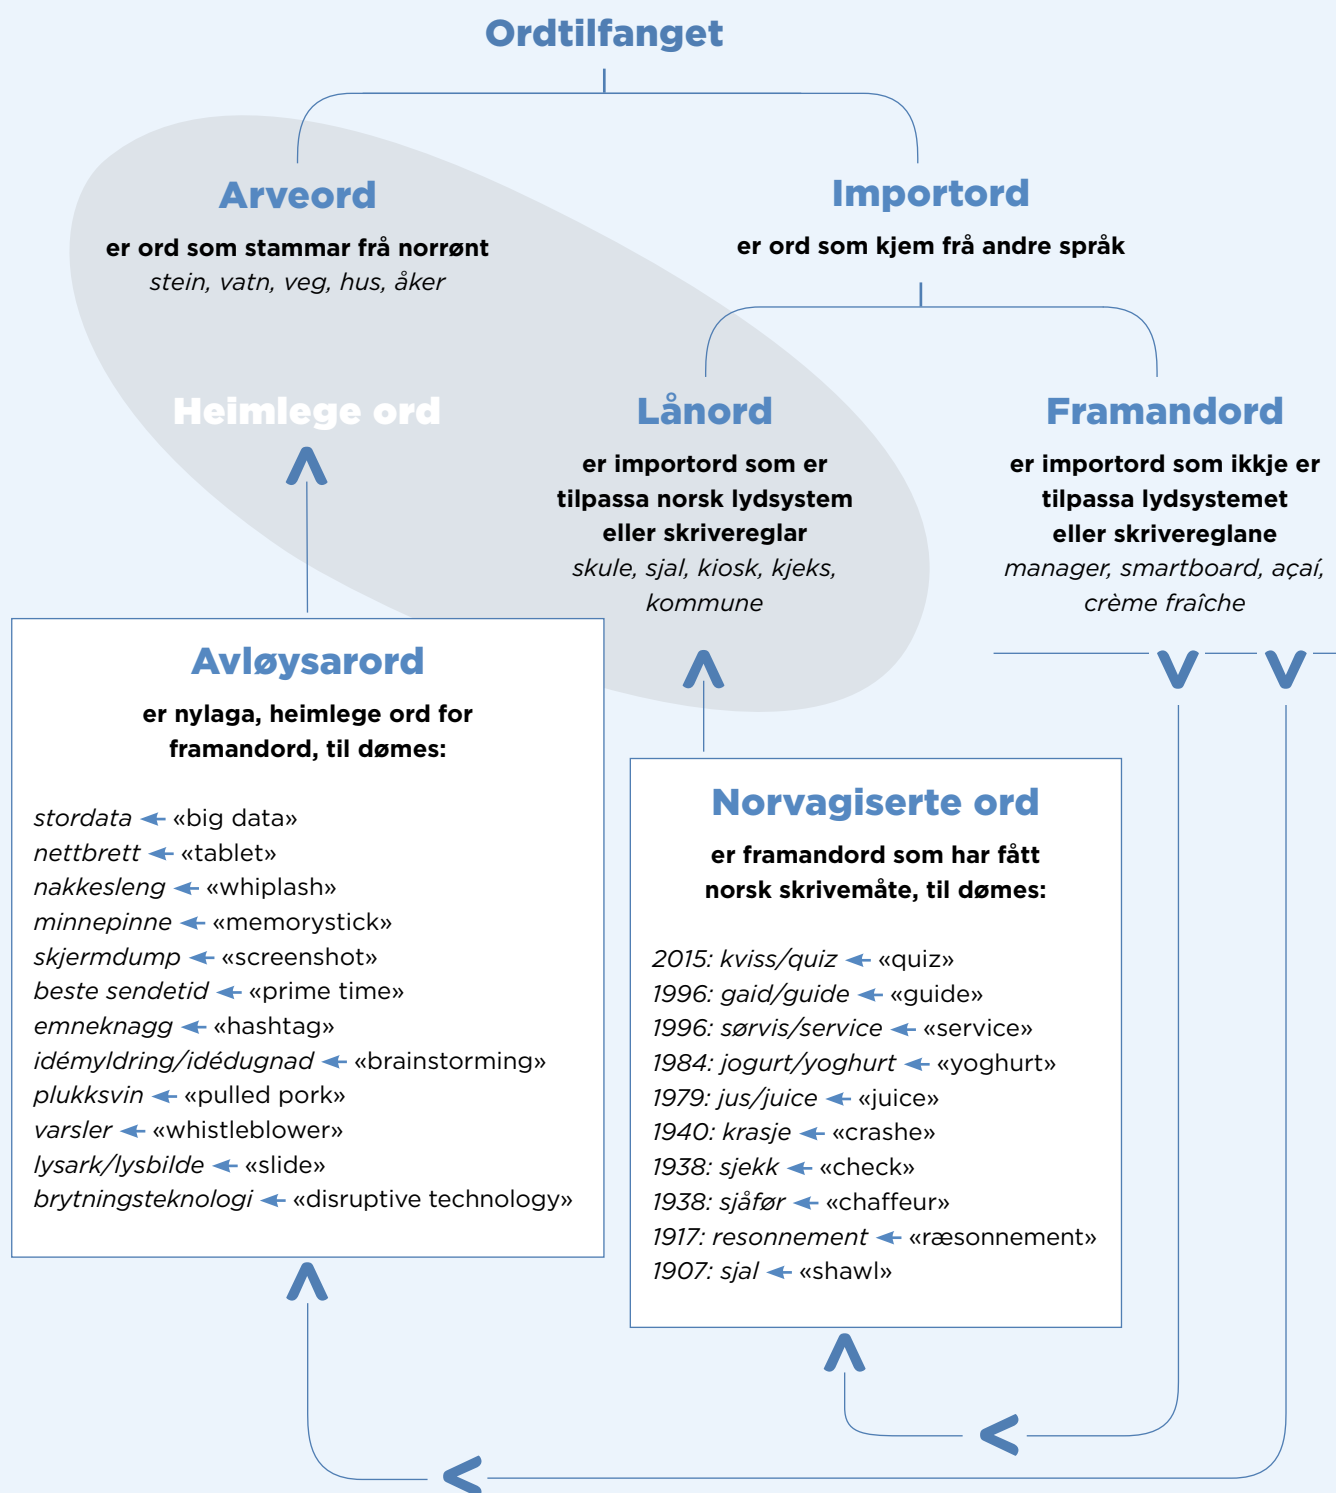 Ordtilfanget
Arveord
er ord som stammar frå norrønt
stein, vatn, veg, hus, åker
Importord
er ord som kjem frå andre språk
Heimlege ord
Lånord
er importord som er
tilpassa norsk lydsystem
eller skrivereglar
skule, sjal, kiosk, kjeks,
kommune
Framandord
er importord som ikkje er
tilpassa lydsystemet
eller skrivereglane
manager, smartboard, açaí,
crème fraîche
Avløysarord
er nylaga, heimlege ord for
framandord, til dømes:
stordata ← «big data»
nettbrett ← «tablet»
nakkesleng ← «whiplash»
minnepinne ← «memorystick»
skjermdump ← «screenshot»
beste sendetid ← «prime time»
emneknagg ← «hashtag»
idémyldring/idédugnad ← «brainstorming»
plukksvin ← «pulled pork»
varsler ← «whistleblower»
lysark/lysbilde ← «slide»
brytningsteknologi ← «disruptive technology»
Norvagiserte ord
er framandord som har fått
norsk skrivemåte, til dømes:
2015: kviss/quiz ← «quiz»
1996: gaid/guide ← «guide»
1996: sørvis/service ← «service»
1984: jogurt/yoghurt ← «yoghurt»
1979: jus/juice ← «juice»
1940: krasje ← «crashe»
1938: sjekk ← «check»
1938: sjåfør ← «chaffeur»
1917: resonnement ← «ræsonnement»
1907: sjal ← «shawl»